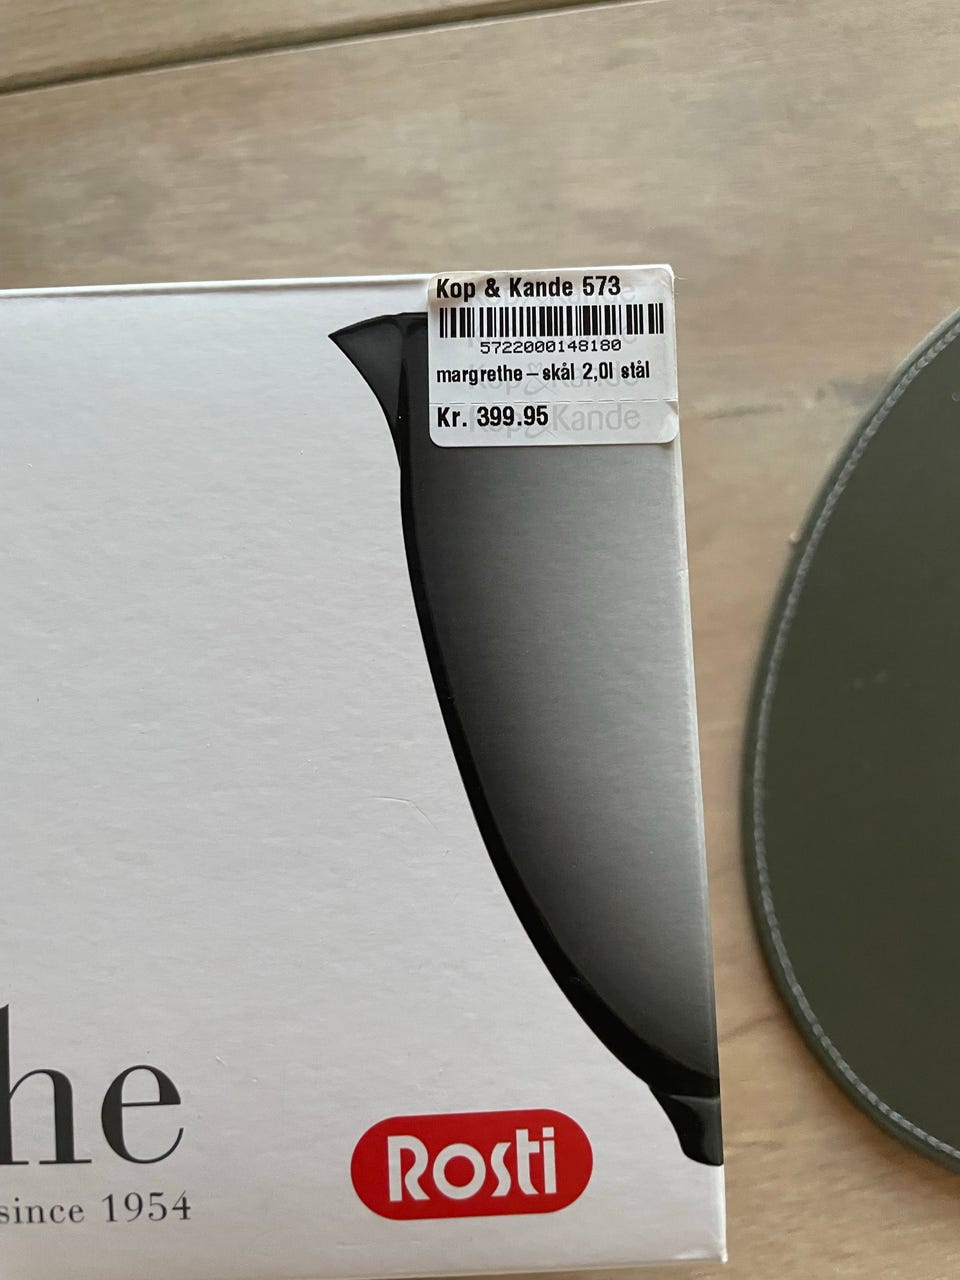 Kop & Kande 573
5722000148180
margrethe-skål 2,0l stål
Kr. 399.95
Kop&Kande
he
since 1954
Rosti